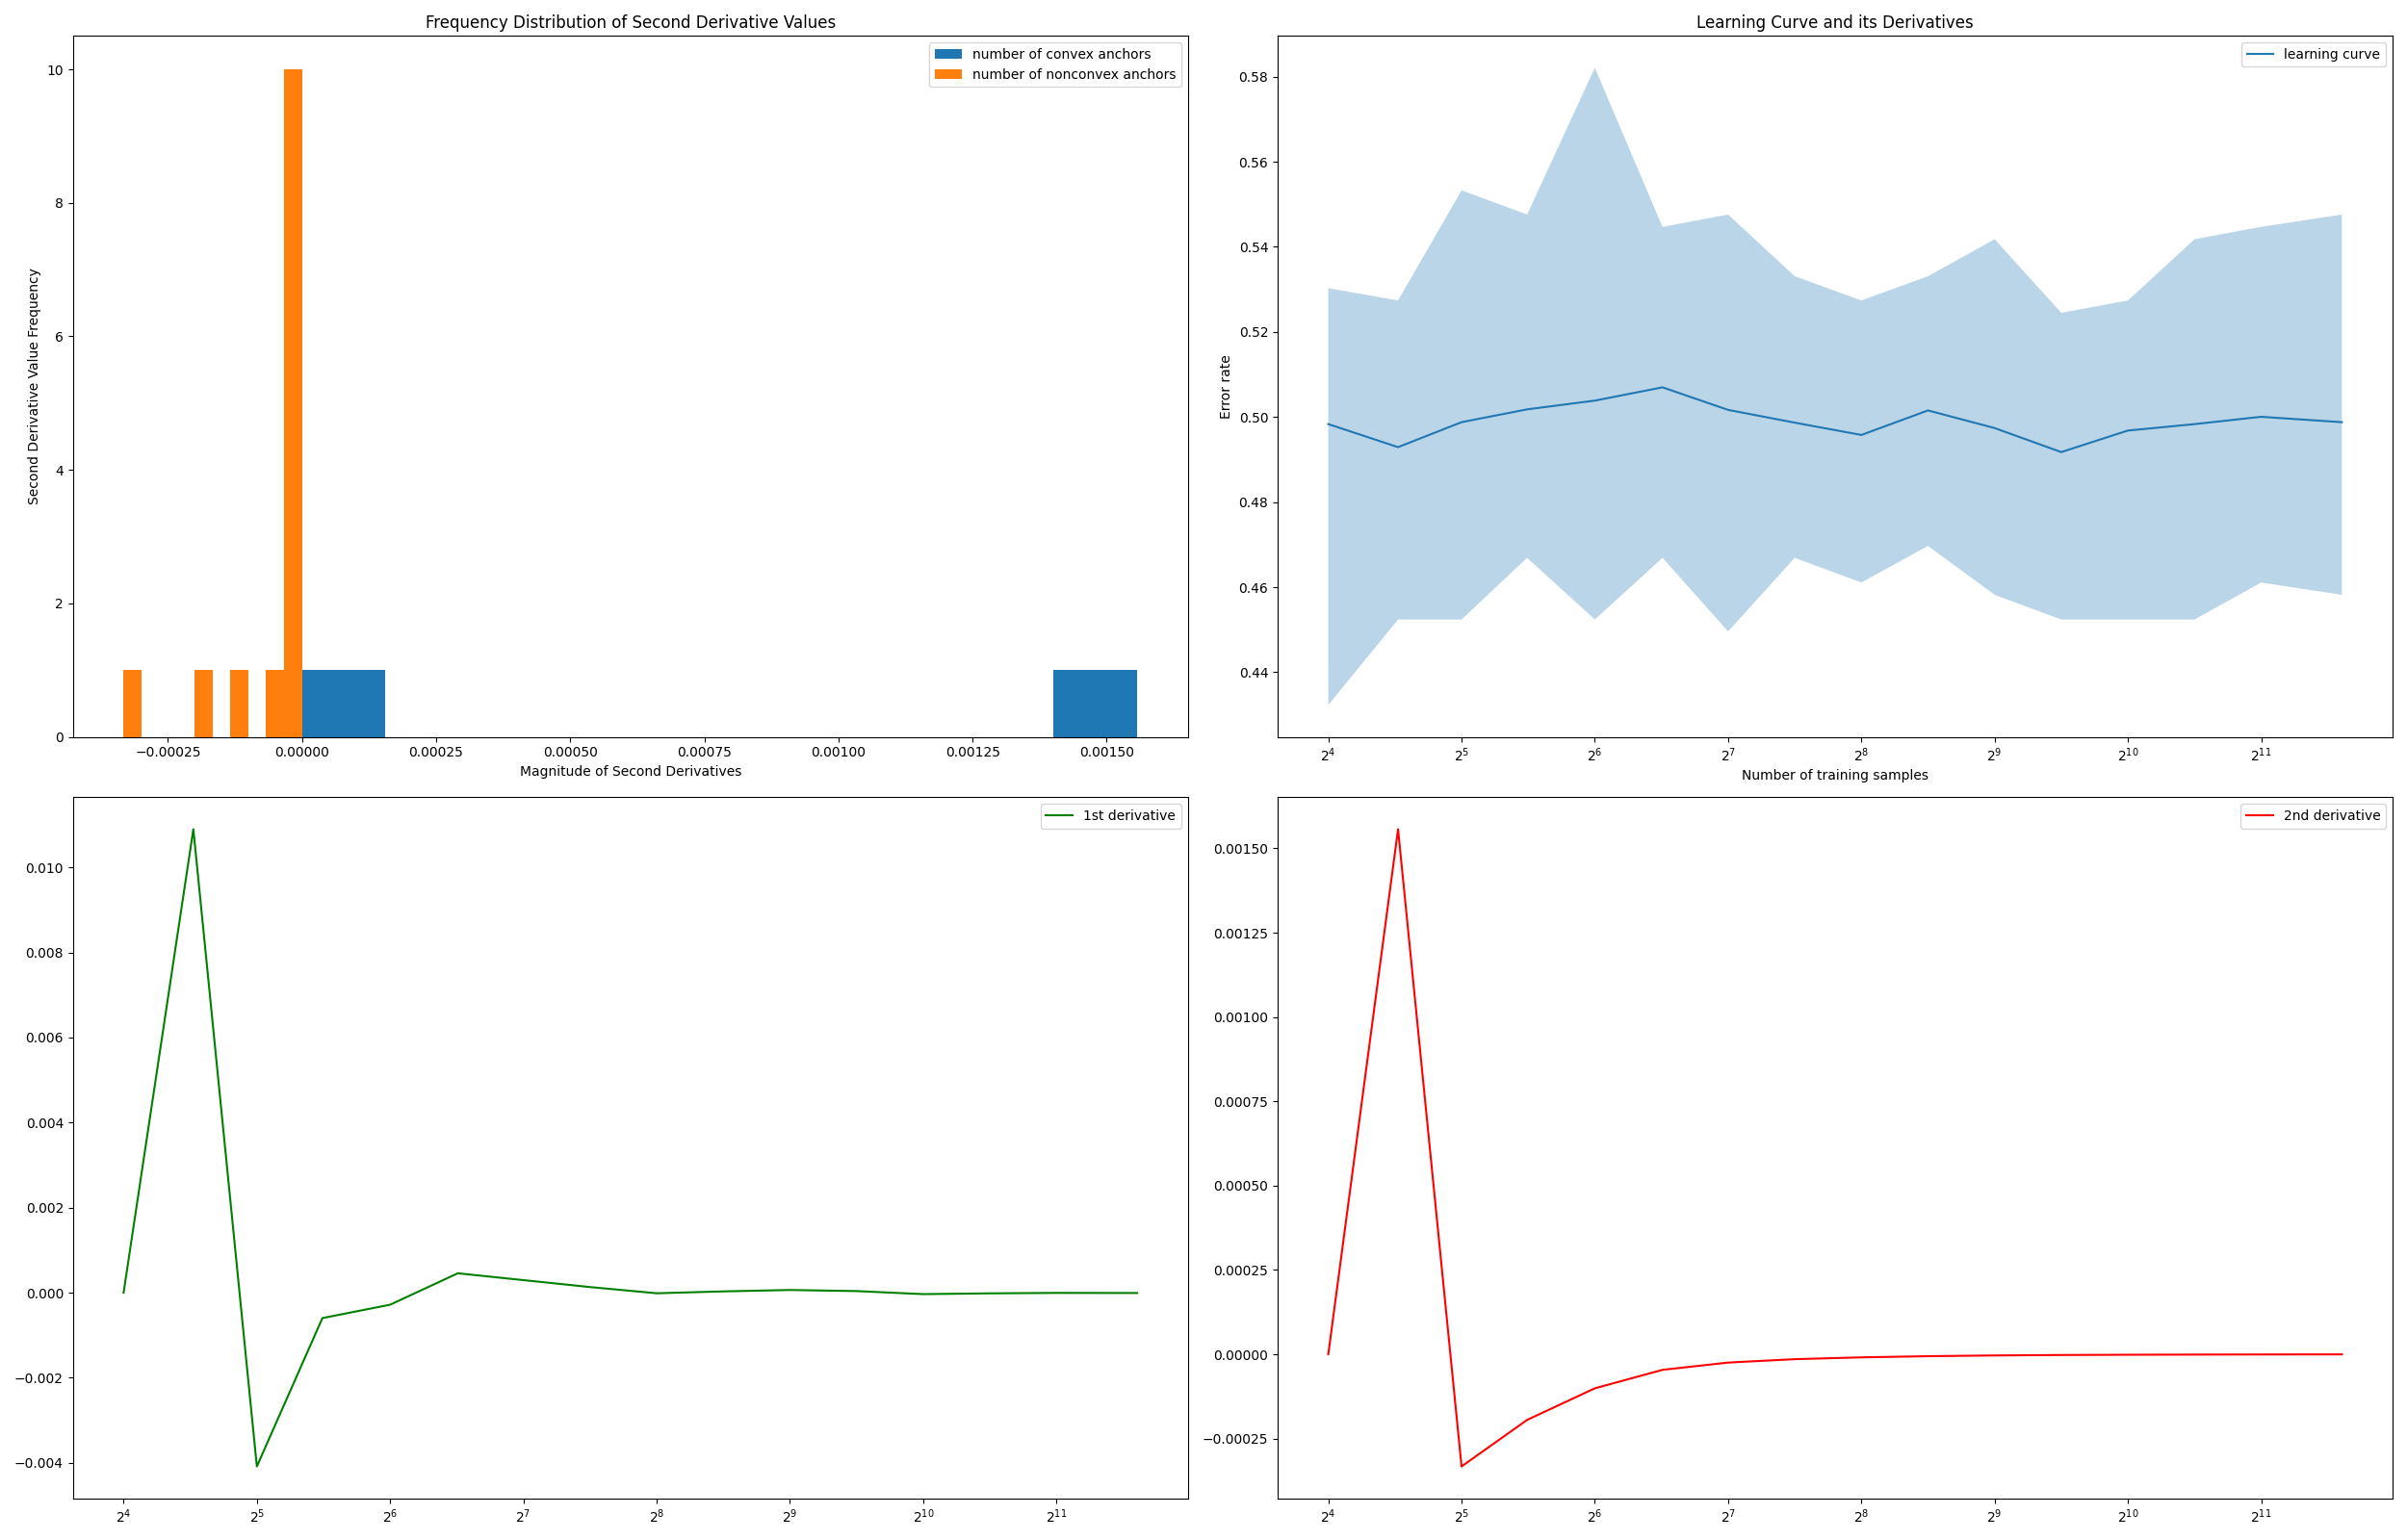 Frequency Distribution of Second Derivative Values
number of convex anchors
number of nonconvex anchors
Second Derivative Value Frequency
10
8
6
4
2
0
−0.00025 0.00000 0.00025 0.00050 0.00075 0.00100 0.00125 0.00150
Magnitude of Second Derivatives
Learning Curve and its Derivatives
learning curve
Error rate
0.58
0.56
0.54
0.52
0.50
0.48
0.46
0.44
2⁴ 2⁵ 2⁶ 2⁷ 2⁸ 2⁹ 2¹⁰ 2¹¹
Number of training samples
1st derivative
0.010
0.008
0.006
0.004
0.002
0.000
−0.002
−0.004
2⁴ 2⁵ 2⁶ 2⁷ 2⁸ 2⁹ 2¹⁰ 2¹¹
2nd derivative
0.00150
0.00125
0.00100
0.00075
0.00050
0.00025
0.00000
−0.00025
2⁴ 2⁵ 2⁶ 2⁷ 2⁸ 2⁹ 2¹⁰ 2¹¹